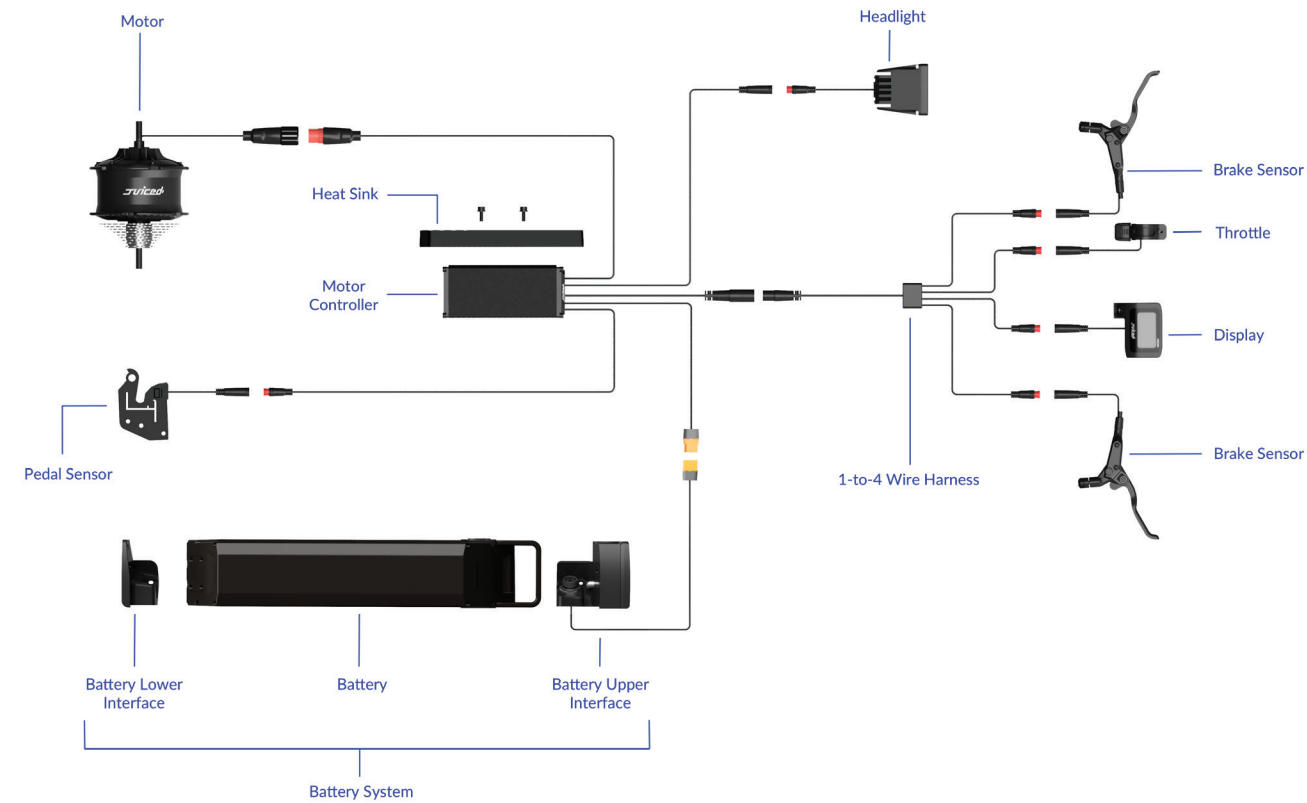 Motor
Headlight
Brake Sensor
Juiced
Heat Sink
Throttle
Motor
Controller
Display
Pedal Sensor
Brake Sensor
1-to-4 Wire Harness
Battery Lower
Interface
Battery
Battery Upper
Interface
Battery System